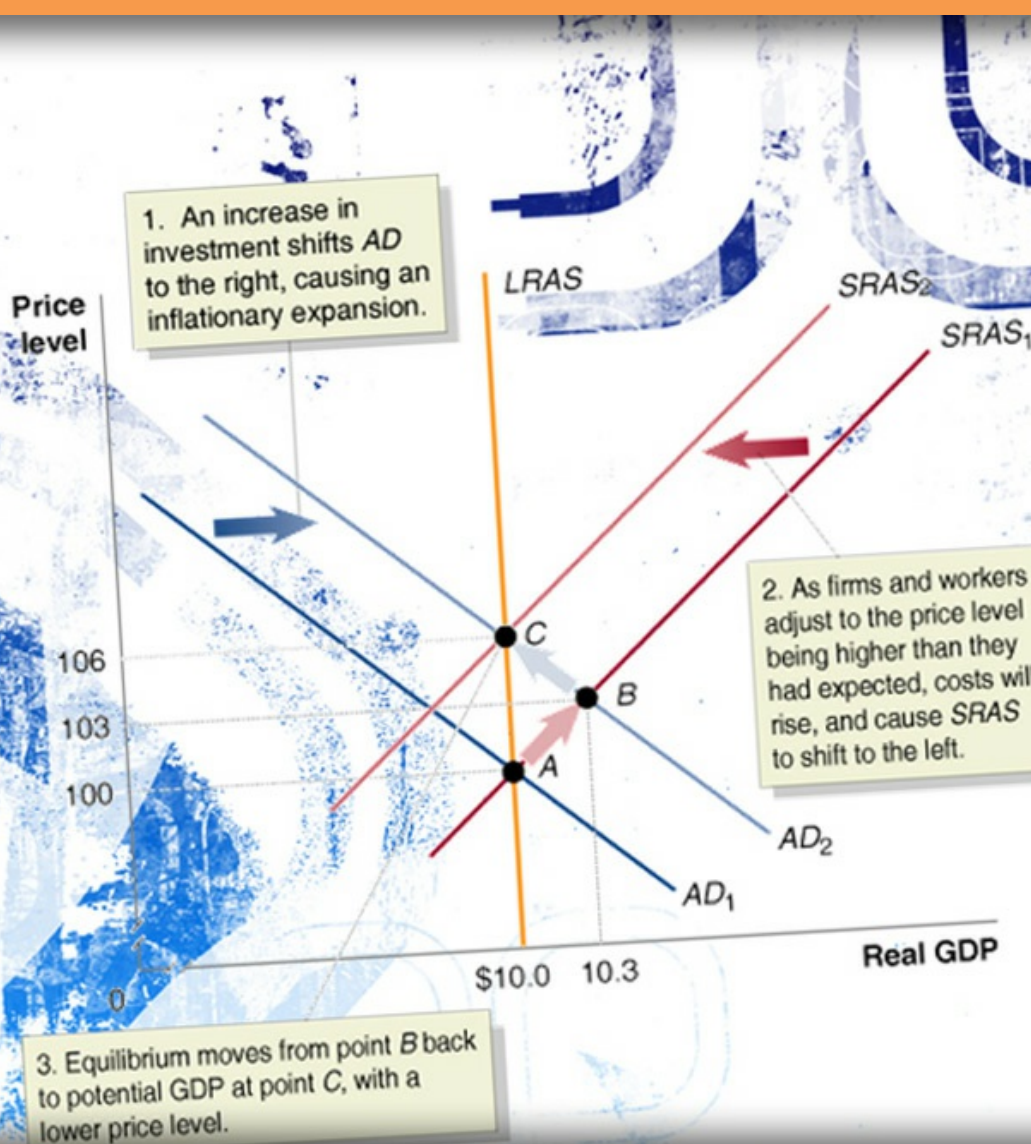 1. An increase in
investment shifts AD
to the right, causing an
inflationary expansion.
Price
level
LRAS
SRAS2
SRAS1
106
C
103
B
100
A
2. As firms and workers
adjust to the price level
being higher than they
had expected, costs will
rise, and cause SRAS
to shift to the left.
AD2
AD1
0
$10.0
10.3
Real GDP
3. Equilibrium moves from point B back
to potential GDP at point C, with a
lower price level.